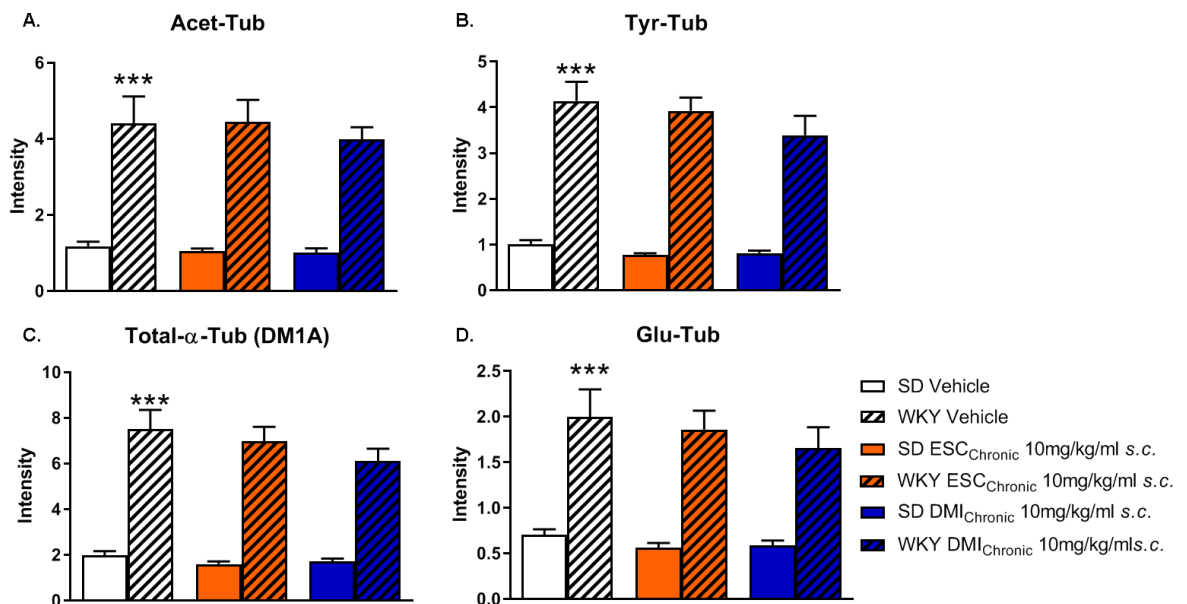 A.
Acet-Tub
Intensity
6
4
2
0
***
B.
Tyr-Tub
Intensity
5
4
3
2
1
0
***
C.
Total-α-Tub (DM1A)
Intensity
10
8
6
4
2
0
***
D.
Glu-Tub
Intensity
2.5
2.0
1.5
1.0
0.5
0.0
***
SD Vehicle
WKY Vehicle
SD ESCChronic 10mg/kg/ml s.c.
WKY ESCChronic 10mg/kg/ml s.c.
SD DMIChronic 10mg/kg/ml s.c.
WKY DMIChronic 10mg/kg/mls.c.